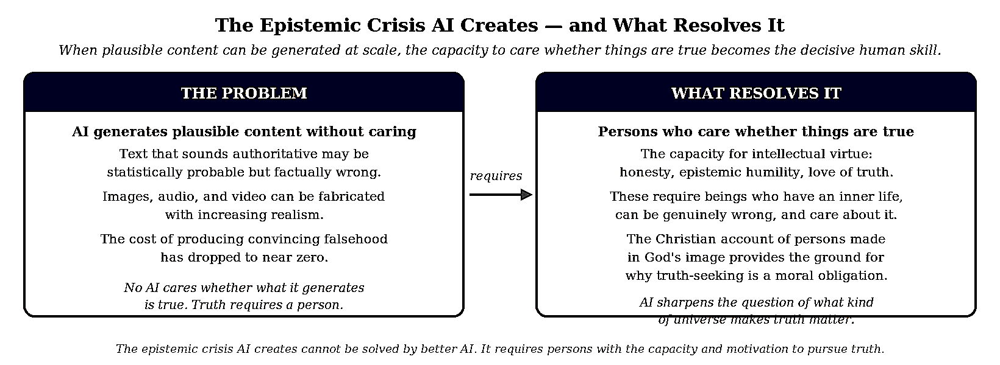 The Epistemic Crisis AI Creates — and What Resolves It
When plausible content can be generated at scale, the capacity to care whether things are true becomes the decisive human skill.
THE PROBLEM
AI generates plausible content without caring
Text that sounds authoritative may be
statistically probable but factually wrong.
Images, audio, and video can be fabricated
with increasing realism.
The cost of producing convincing falsehood
has dropped to near zero.
No AI cares whether what it generates
is true. Truth requires a person.
requires
WHAT RESOLVES IT
Persons who care whether things are true
The capacity for intellectual virtue:
honesty, epistemic humility, love of truth.
These require beings who have an inner life,
can be genuinely wrong, and care about it.
The Christian account of persons made
in God's image provides the ground for
why truth-seeking is a moral obligation.
AI sharpens the question of what kind
of universe makes truth matter.
The epistemic crisis AI creates cannot be solved by better AI. It requires persons with the capacity and motivation to pursue truth.